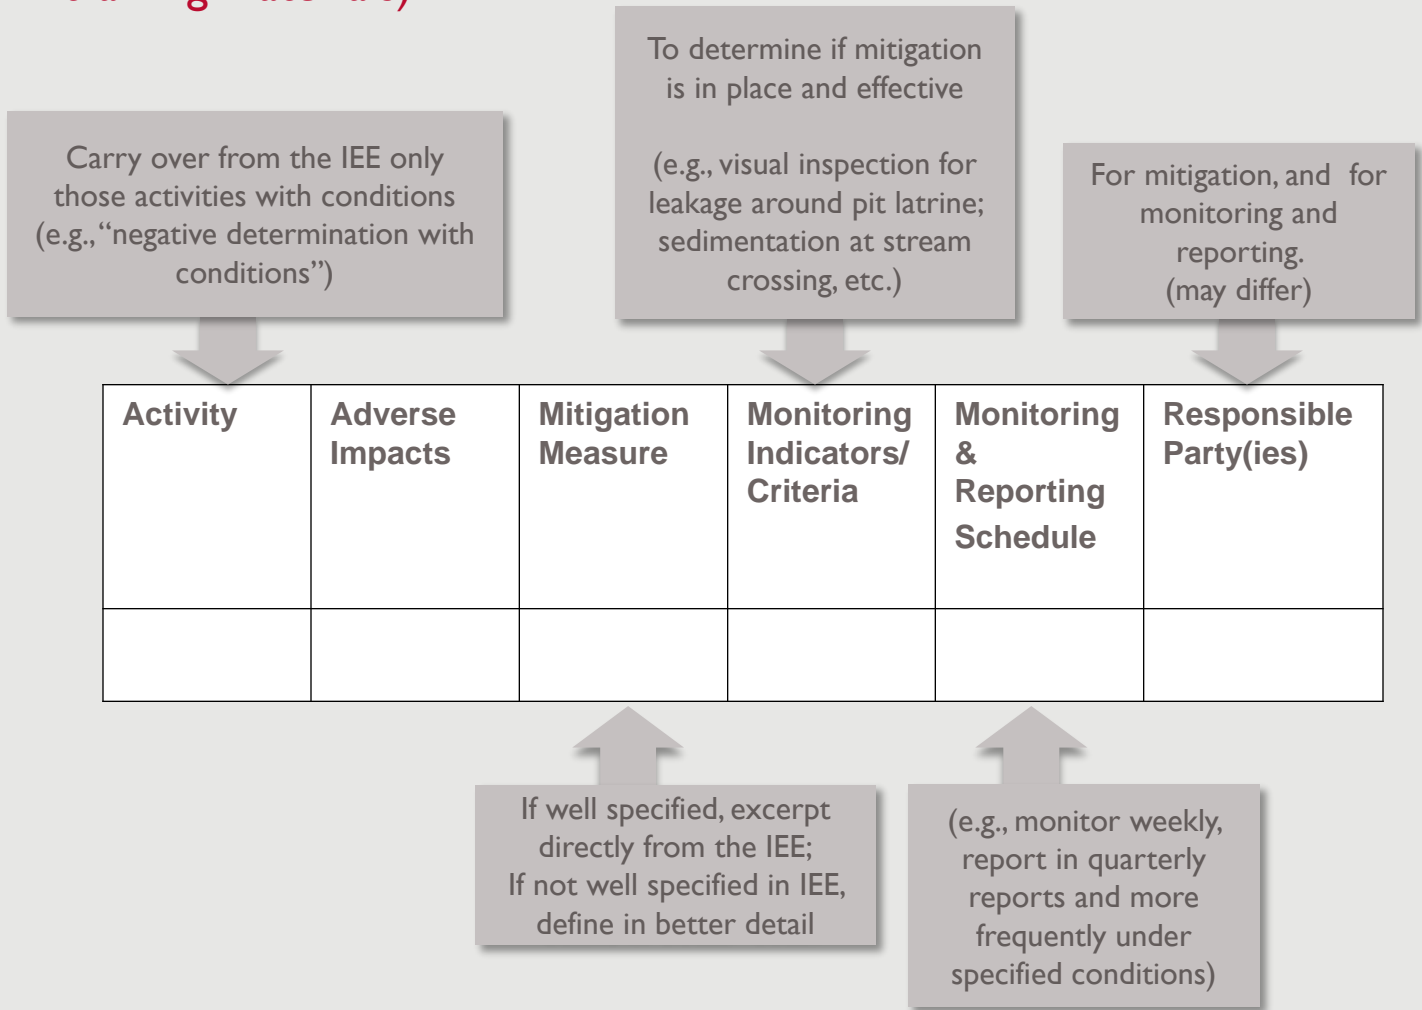 To determine if mitigation
is in place and effective
(e.g., visual inspection for
leakage around pit latrine;
sedimentation at stream
crossing, etc.)
Carry over from the IEE only
those activities with conditions
(e.g., “negative determination with
conditions”)
For mitigation, and for
monitoring and
reporting.
(may differ)
Activity
Adverse
Impacts
Mitigation
Measure
Monitoring
Indicators/
Criteria
Monitoring
&
Reporting
Schedule
Responsible
Party(ies)
If well specified, excerpt
directly from the IEE;
If not well specified in IEE,
define in better detail
(e.g., monitor weekly,
report in quarterly
reports and more
frequently under
specified conditions)